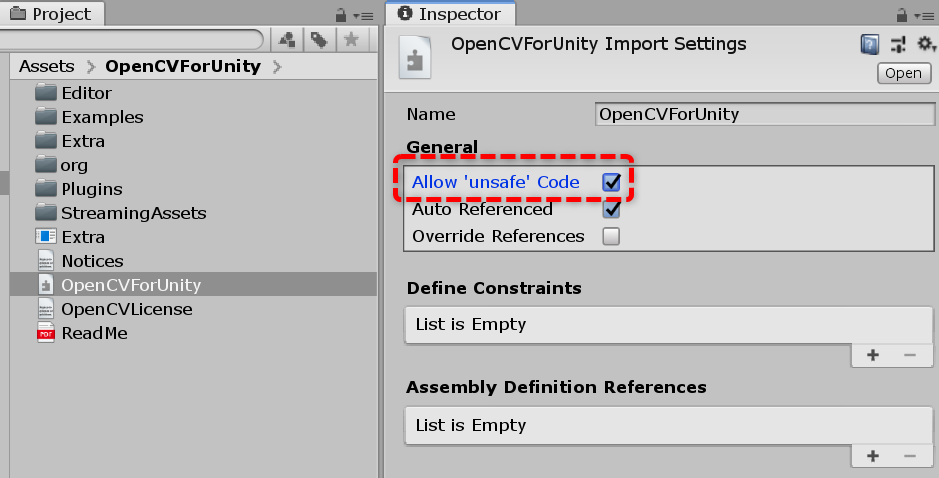 Project
Assets > OpenCVForUnity >
Editor
Examples
Extra
org
Plugins
StreamingAssets
Extra
Notices
OpenCVForUnity
OpenCVLicense
PDF
ReadMe
Inspector
OpenCVForUnity Import Settings
Open
Name
OpenCVForUnity
General
Allow 'unsafe' Code
Auto Referenced
Override References
Define Constraints
List is Empty
Assembly Definition References
List is Empty